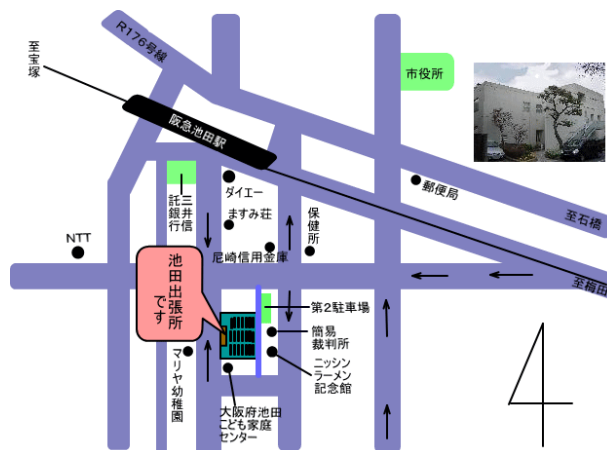 R176号線
至宝塚
阪急池田駅
市役所
三井信
託銀行
ダイエー
ますみ荘
保健所
郵便局
至石橋
NTT
尼崎信用金庫
至梅田
池田出張所
です
第2駐車場
簡易
裁判所
ニッシン
ラーメン
記念館
マリヤ幼稚園
大阪府池田
こども家庭
センター